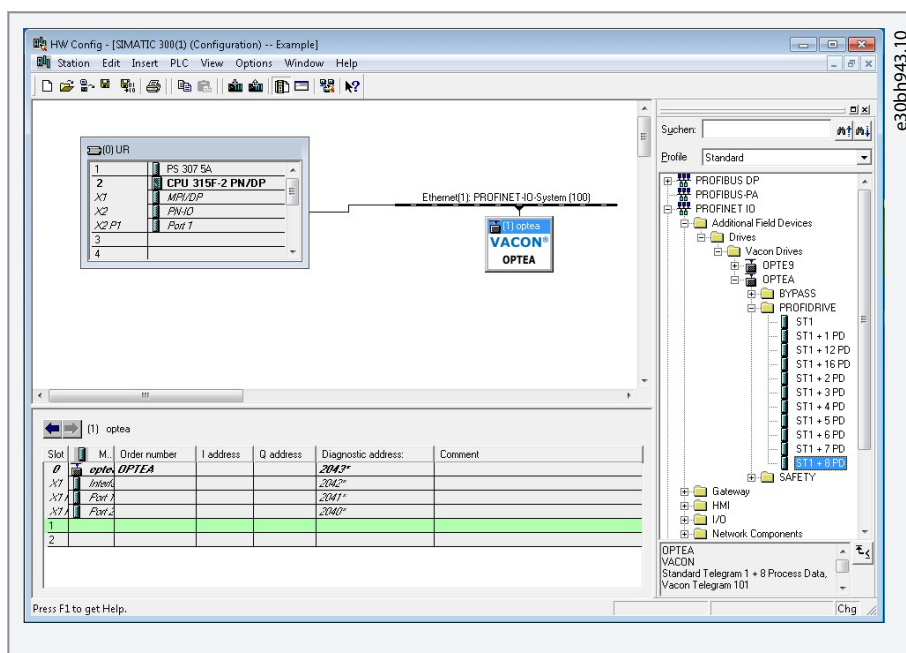 HW Config - [SIMATIC 300(1) (Configuration) -- Example]
Station Edit Insert PLC View Options Window Help
(0) UR
1 PS 307 5A
2 CPU 315F-2 PN/DP
X1 MPI/DP
X2 PN-IO
X2 P1 Port 1
3
4
Ethernet(1): PROFINET-IO-System (100)
(1) optea
VACON®
OPTEA
Suchen:
Profile Standard
PROFIBUS DP
PROFIBUS-PA
PROFINET IO
Additional Field Devices
Drives
Vacon Drives
OPTE9
OPTEA
BYPASS
PROFIDRIVE
ST1
ST1 + 1 PD
ST1 + 12 PD
ST1 + 16 PD
ST1 + 2 PD
ST1 + 3 PD
ST1 + 4 PD
ST1 + 5 PD
ST1 + 6 PD
ST1 + 7 PD
ST1 + 8 PD
SAFETY
Gateway
HMI
I/O
Network Components
OPTEA
VACON
Standard Telegram 1 + 8 Process Data,
Vacon Telegram 101
(1) optea
Slot M... Order number I address Q address Diagnostic address: Comment
0 optea OPTEA 2043*
X1 Interfa 2042*
X1 Port 1 2041*
X1 Port 2 2040*
1
2
Press F1 to get Help.
Chg
e30bh943.10